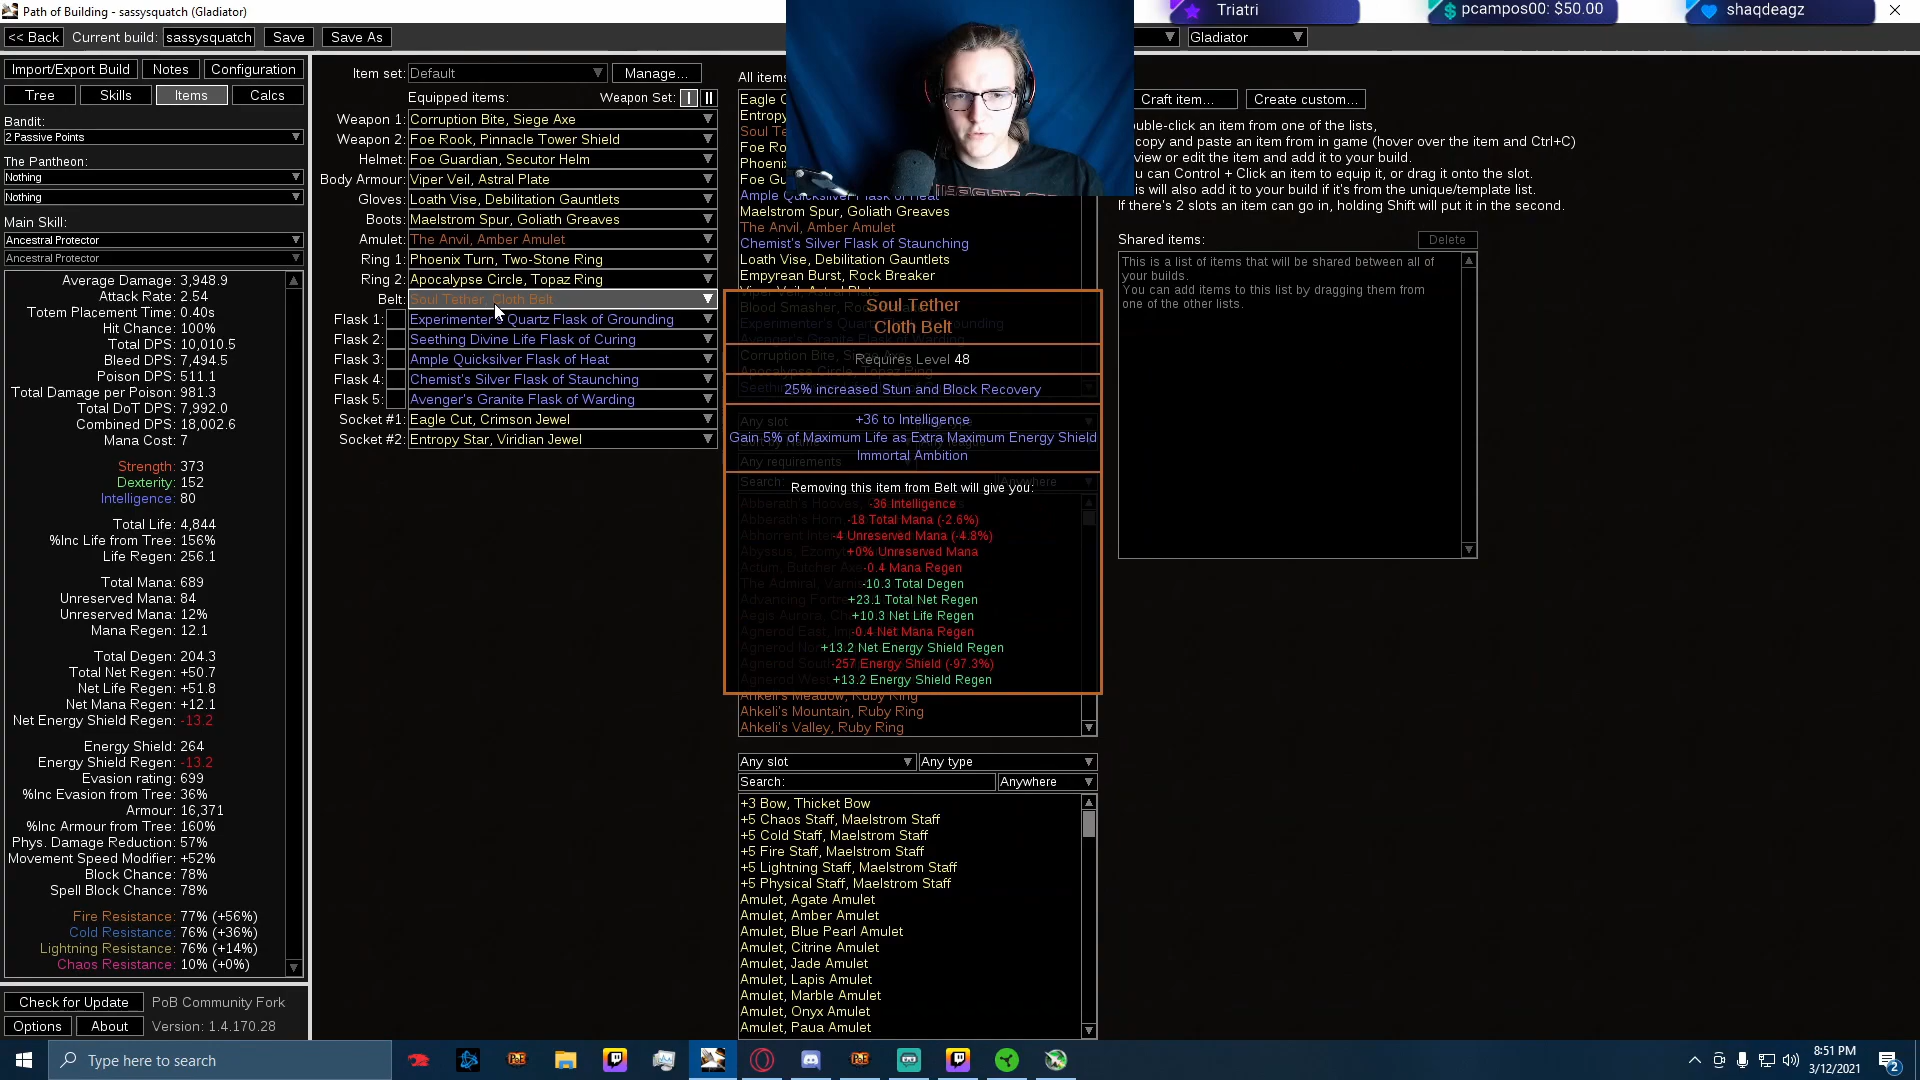 Path of Building - sassysquatch (Gladiator)
Triatri
pcampos00: $50.00
shaqdeagz
<< Back
Current build: sassysquatch
Save
Save As
Gladiator
Import/Export Build
Notes
Configuration
Tree
Skills
Items
Calcs
Bandit:
2 Passive Points
The Pantheon:
Nothing
Nothing
Main Skill:
Ancestral Protector
Ancestral Protector
Average Damage: 3,948.9
Attack Rate: 2.54
Totem Placement Time: 0.40s
Hit Chance: 100%
Total DPS: 10,010.5
Bleed DPS: 7,494.5
Poison DPS: 511.1
Total Damage per Poison: 981.3
Total DoT DPS: 7,992.0
Combined DPS: 18,002.6
Mana Cost: 7
Strength: 373
Dexterity: 152
Intelligence: 80
Total Life: 4,844
%Inc Life from Tree: 156%
Life Regen: 256.1
Total Mana: 689
Unreserved Mana: 84
Unreserved Mana: 12%
Mana Regen: 12.1
Total Degen: 204.3
Total Net Regen: +50.7
Net Life Regen: +51.8
Net Mana Regen: +12.1
Net Energy Shield Regen: -13.2
Energy Shield: 264
Energy Shield Regen: -13.2
Evasion rating: 699
%Inc Evasion from Tree: 36%
Armour: 16,371
%Inc Armour from Tree: 160%
Phys. Damage Reduction: 57%
Movement Speed Modifier: +52%
Block Chance: 78%
Spell Block Chance: 78%
Fire Resistance: 77% (+56%)
Cold Resistance: 76% (+36%)
Lightning Resistance: 76% (+14%)
Chaos Resistance: 10% (+0%)
Check for Update
PoB Community Fork
Options
About
Version: 1.4.170.28
Item set: Default
Manage...
Equipped items:
Weapon Set: I II
Weapon 1: Corruption Bite, Siege Axe
Weapon 2: Foe Rook, Pinnacle Tower Shield
Helmet: Foe Guardian, Secutor Helm
Body Armour: Viper Veil, Astral Plate
Gloves: Loath Vise, Debilitation Gauntlets
Boots: Maelstrom Spur, Goliath Greaves
Amulet: The Anvil, Amber Amulet
Ring 1: Phoenix Turn, Two-Stone Ring
Ring 2: Apocalypse Circle, Topaz Ring
Belt: Soul Tether, Cloth Belt
Flask 1: Experimenter's Quartz Flask of Grounding
Flask 2: Seething Divine Life Flask of Curing
Flask 3: Ample Quicksilver Flask of Heat
Flask 4: Chemist's Silver Flask of Staunching
Flask 5: Avenger's Granite Flask of Warding
Socket #1: Eagle Cut, Crimson Jewel
Socket #2: Entropy Star, Viridian Jewel
All items
Eagle C
Entropy
Soul Te
Foe Ro
Phoenix
Foe Gu
Ample Quicksilver Flask of Heat
Maelstrom Spur, Goliath Greaves
The Anvil, Amber Amulet
Chemist's Silver Flask of Staunching
Loath Vise, Debilitation Gauntlets
Empyrean Burst, Rock Breaker
Soul Tether
Cloth Belt
Requires Level 48
25% increased Stun and Block Recovery
+36 to Intelligence
Gain 5% of Maximum Life as Extra Maximum Energy Shield
Immortal Ambition
Removing this item from Belt will give you:
-36 Intelligence
-18 Total Mana (-2.6%)
-4 Unreserved Mana (-4.8%)
+0% Unreserved Mana
-0.4 Mana Regen
-10.3 Total Degen
+23.1 Total Net Regen
+10.3 Net Life Regen
-0.4 Net Mana Regen
+13.2 Net Energy Shield Regen
-257 Energy Shield (-97.3%)
+13.2 Energy Shield Regen
Ahkeli's Meadow, Ruby Ring
Ahkeli's Mountain, Ruby Ring
Ahkeli's Valley, Ruby Ring
Any slot
Any type
Search:
Anywhere
+3 Bow, Thicket Bow
+5 Chaos Staff, Maelstrom Staff
+5 Cold Staff, Maelstrom Staff
+5 Fire Staff, Maelstrom Staff
+5 Lightning Staff, Maelstrom Staff
+5 Physical Staff, Maelstrom Staff
Amulet, Agate Amulet
Amulet, Amber Amulet
Amulet, Blue Pearl Amulet
Amulet, Citrine Amulet
Amulet, Jade Amulet
Amulet, Lapis Amulet
Amulet, Marble Amulet
Amulet, Onyx Amulet
Amulet, Paua Amulet
Craft item...
Create custom...
ouble-click an item from one of the lists,
copy and paste an item from in game (hover over the item and Ctrl+C)
view or edit the item and add it to your build.
u can Control + Click an item to equip it, or drag it onto the slot.
is will also add it to your build if it's from the unique/template list.
If there's 2 slots an item can go in, holding Shift will put it in the second.
Shared items:
Delete
This is a list of items that will be shared between all of
your builds.
You can add items to this list by dragging them from
one of the other lists.
Type here to search
8:51 PM
3/12/2021
2